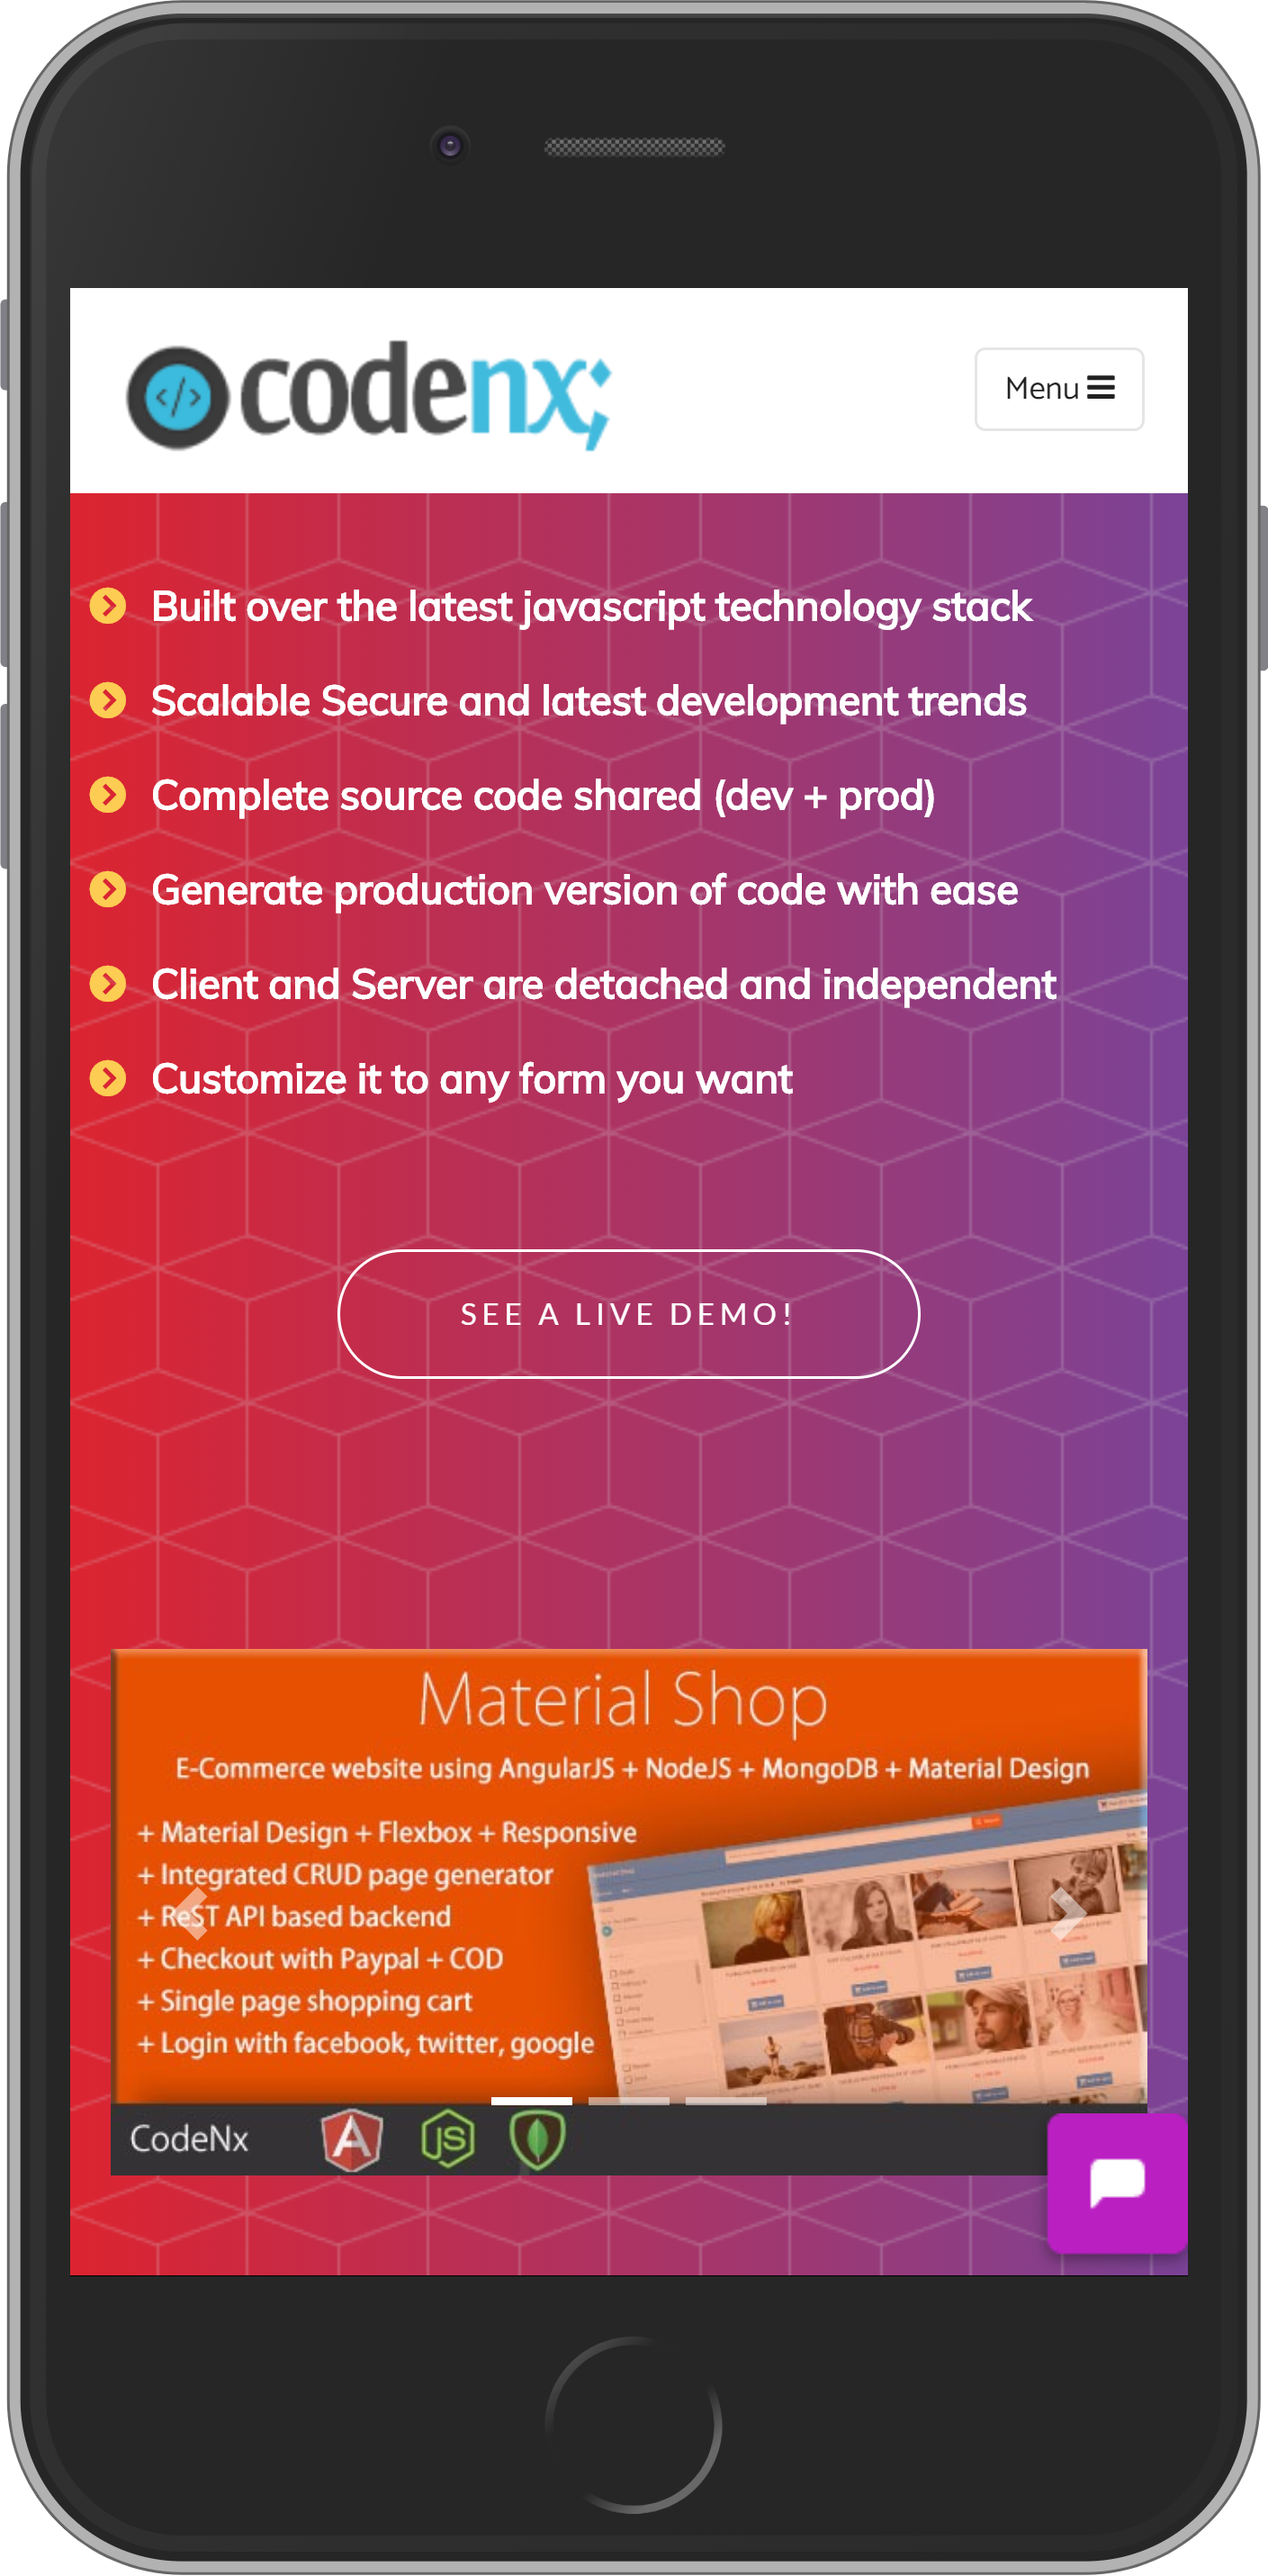 codenx;
Menu
Built over the latest javascript technology stack
Scalable Secure and latest development trends
Complete source code shared (dev + prod)
Generate production version of code with ease
Client and Server are detached and independent
Customize it to any form you want
SEE A LIVE DEMO!
Material Shop
E-Commerce website using AngularJS + NodeJS + MongoDB + Material Design
+ Material Design + Flexbox + Responsive
+ Integrated CRUD page generator
+ ReST API based backend
+ Checkout with Paypal + COD
+ Single page shopping cart
+ Login with facebook, twitter, google
CodeNx
A
JS